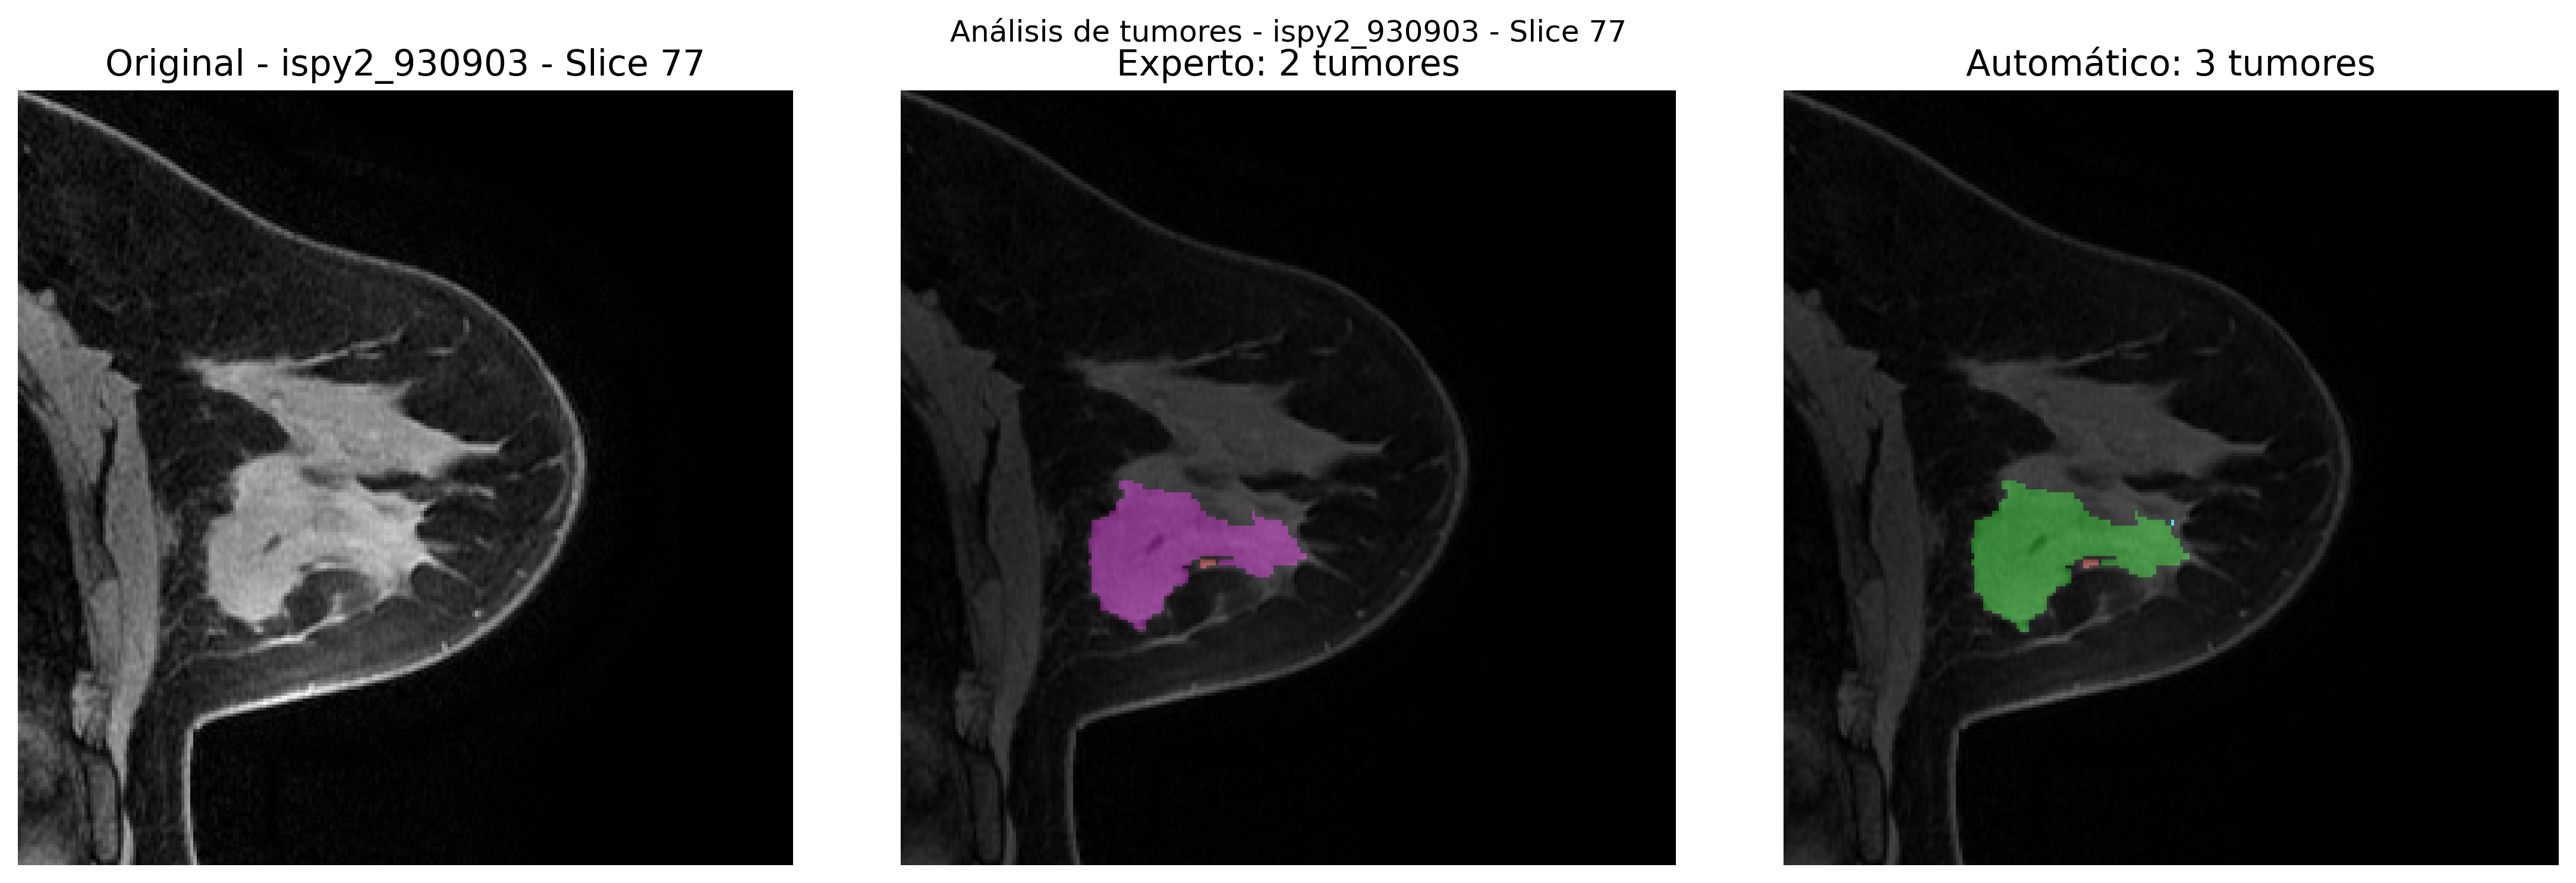 Análisis de tumores - ispy2_930903 - Slice 77
Original - ispy2_930903 - Slice 77
Experto: 2 tumores
Automático: 3 tumores